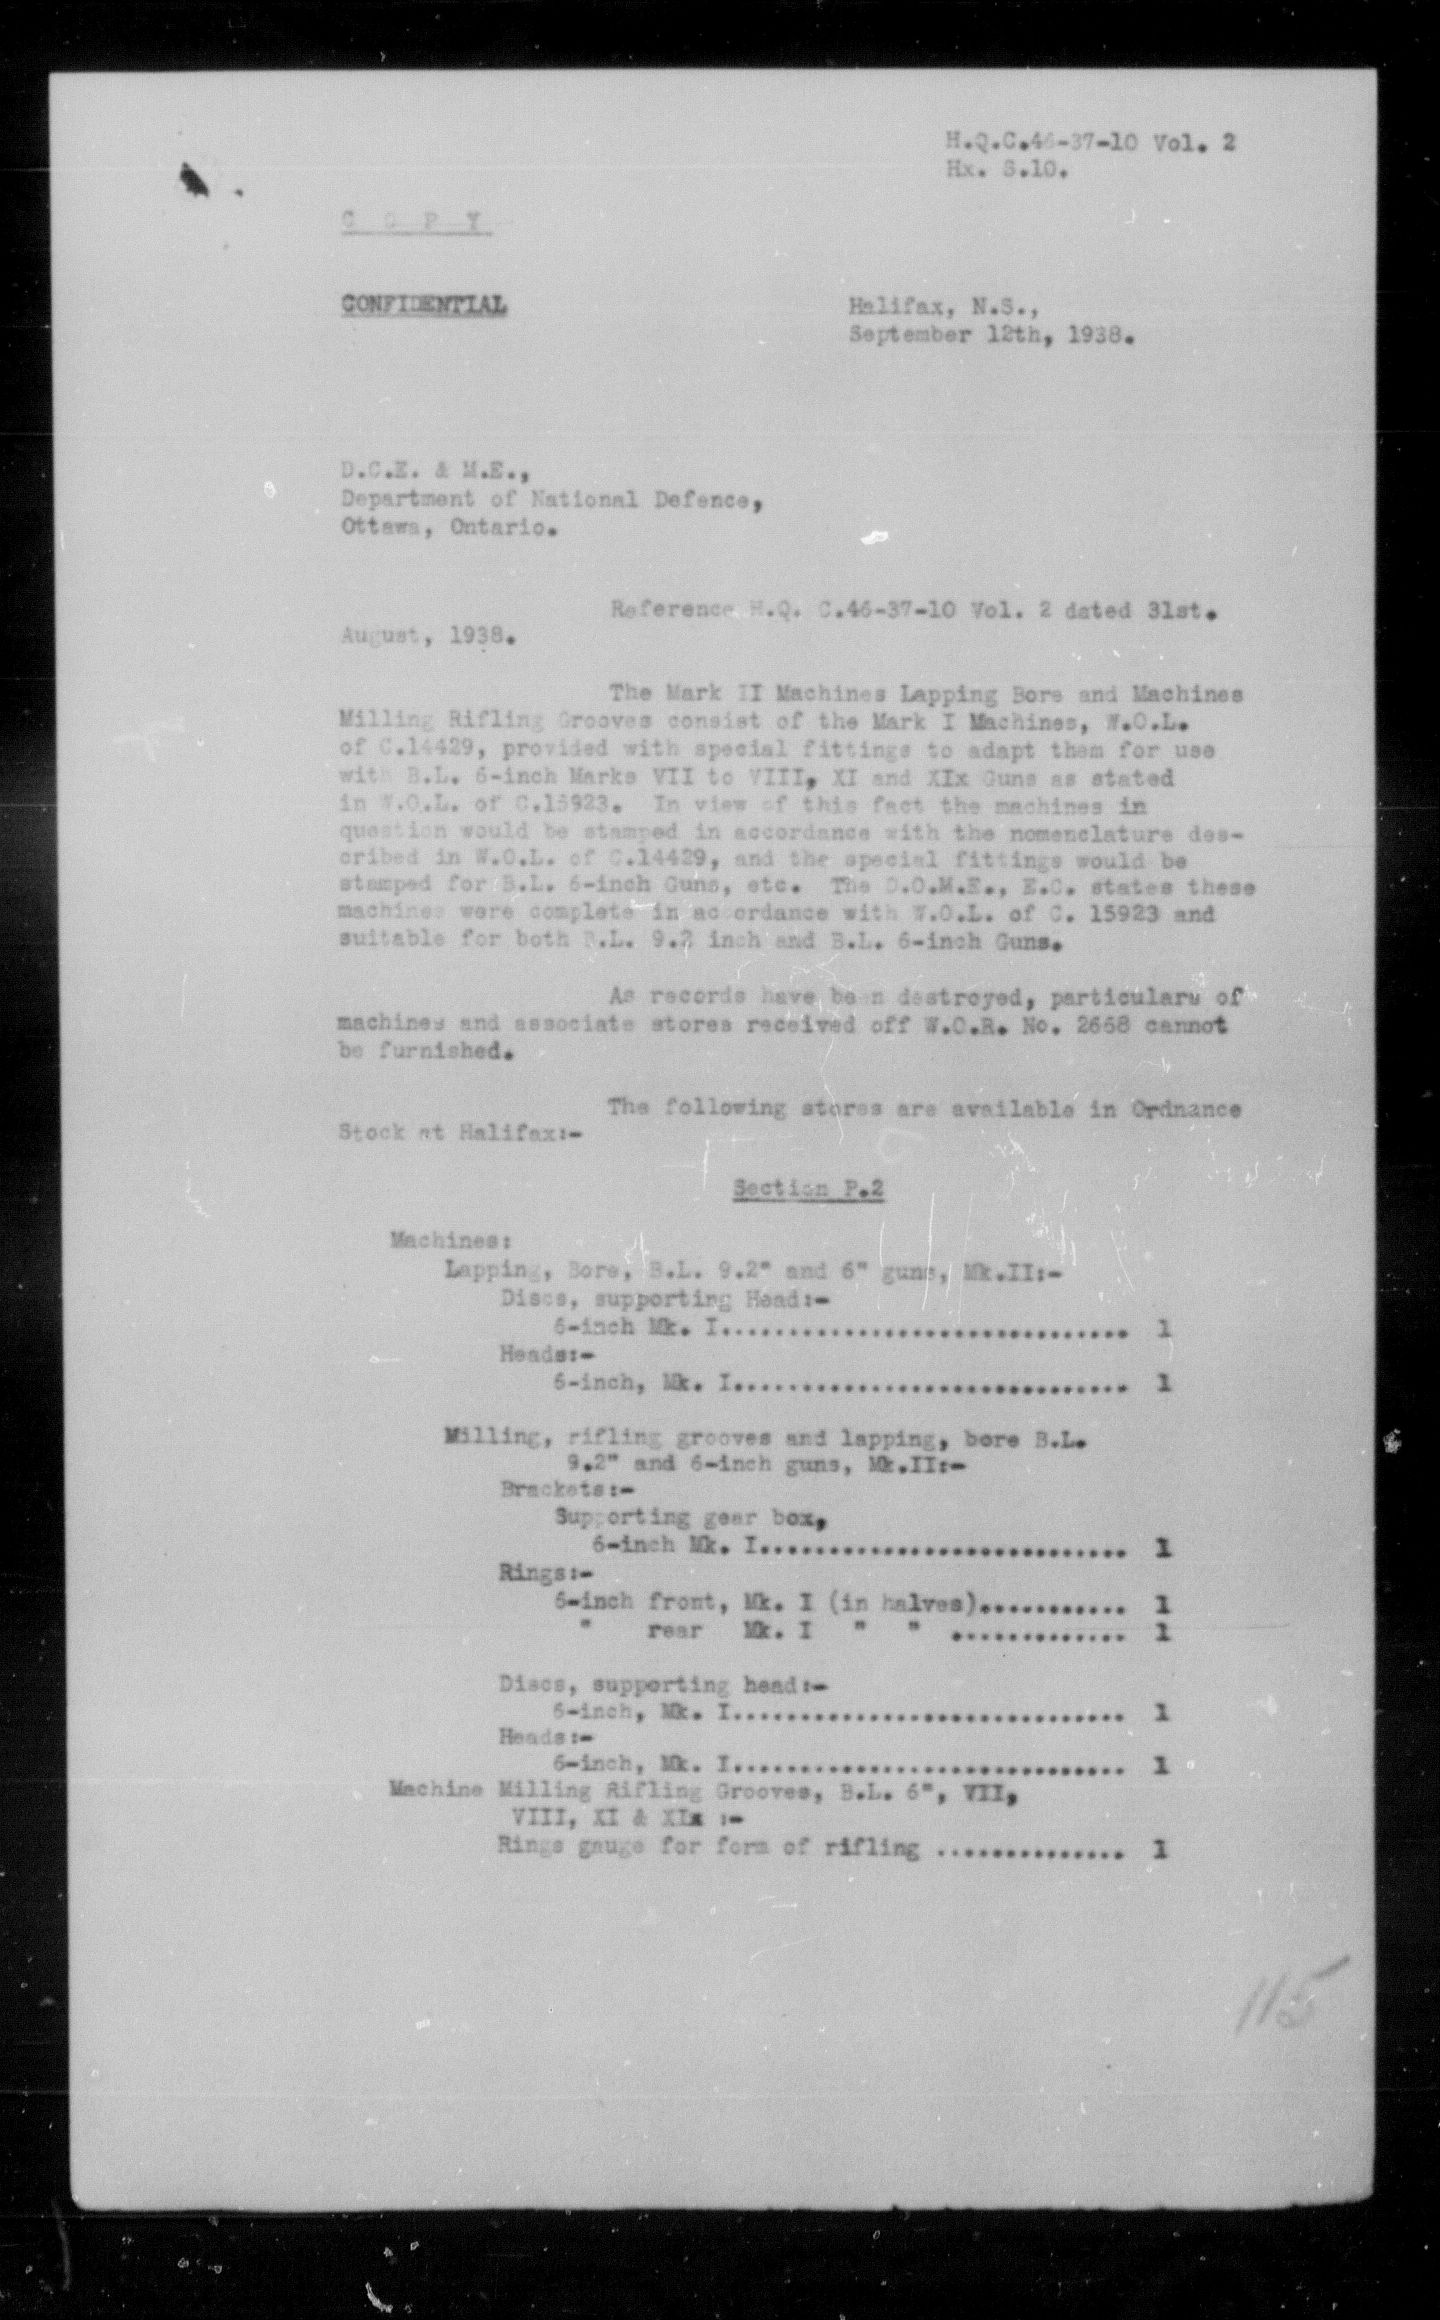 H.Q.C.46-37-10 Vol. 2
Hx. S.10.
C O P Y
CONFIDENTIAL
Halifax, N.S.,
September 12th, 1938.
D.C.E. & M.E.,
Department of National Defence,
Ottawa, Ontario.
Reference H.Q. C.46-37-10 Vol. 2 dated 31st.
August, 1938.
The Mark II Machines Lapping Bore and Machines
Milling Rifling Grooves consist of the Mark I Machines, W.O.L.
of C.14429, provided with special fittings to adapt them for use
with B.L. 6-inch Marks VII to VIII, XI and XIx Guns as stated
in W.O.L. of C.15923. In view of this fact the machines in
question would be stamped in accordance with the nomenclature des-
cribed in W.O.L. of C.14429, and the special fittings would be
stamped for B.L. 6-inch Guns, etc. The D.O.M.E., E.C. states these
machines were complete in accordance with W.O.L. of C. 15923 and
suitable for both B.L. 9.2 inch and B.L. 6-inch Guns.
As records have been destroyed, particulars of
machines and associate stores received off W.O.R. No. 2668 cannot
be furnished.
The following stores are available in Ordnance
Stock at Halifax:-
Section P.2
Machines:
Lapping, Bore, B.L. 9.2" and 6" guns, Mk.II:-
Discs, supporting Head:-
6-inch Mk. I.............................. 1
Heads:-
6-inch, Mk. I............................. 1
Milling, rifling grooves and lapping, bore B.L.
9.2" and 6-inch guns, Mk.II:-
Brackets:-
Supporting gear box,
6-inch Mk. I........................... 1
Rings:-
6-inch front, Mk. I (in halves)........... 1
" rear Mk. I " " ............. 1
Discs, supporting head:-
6-inch, Mk. I............................. 1
Heads:-
6-inch, Mk. I............................. 1
Machine Milling Rifling Grooves, B.L. 6", VII,
VIII, XI & XIx :-
Rings gauge for form of rifling .............. 1
115